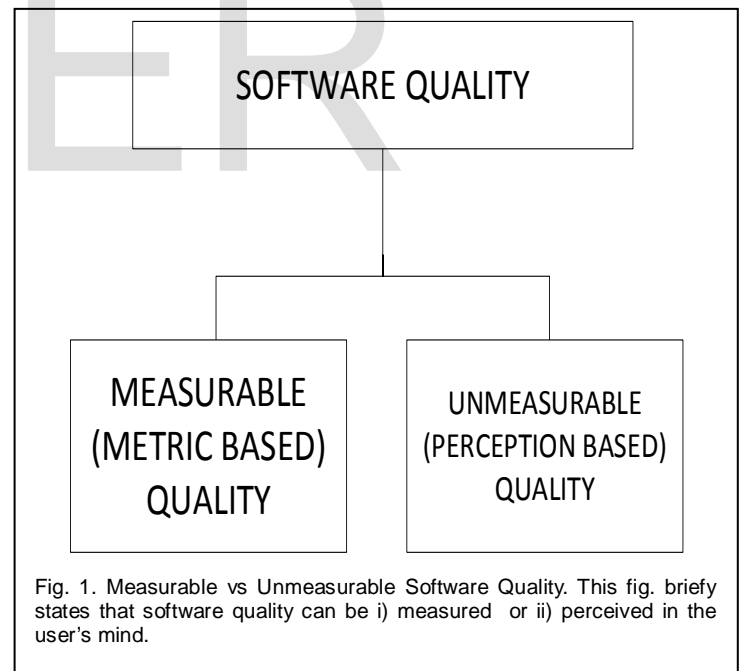 ER
SOFTWARE QUALITY
MEASURABLE
(METRIC BASED)
QUALITY
UNMEASURABLE
(PERCEPTION BASED)
QUALITY
Fig. 1. Measurable vs Unmeasurable Software Quality. This fig. briefy
states that software quality can be i) measured or ii) perceived in the
user's mind.